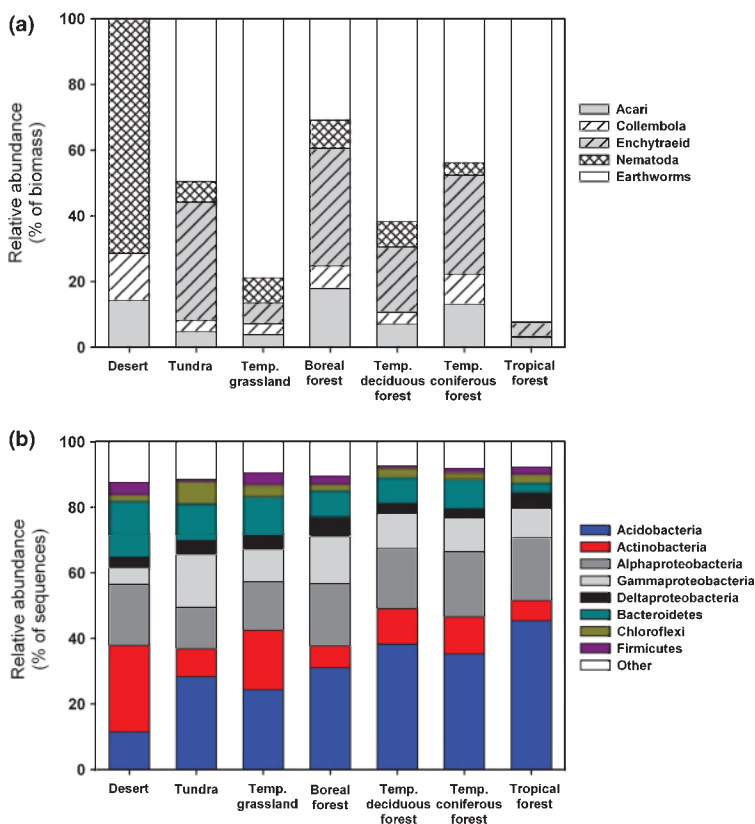 (a)
Relative abundance
(% of biomass)
100
80
60
40
20
0
Desert
Tundra
Temp.
grassland
Boreal
forest
Temp.
deciduous
forest
Temp.
coniferous
forest
Tropical
forest
Acari
Collembola
Enchytraeid
Nematoda
Earthworms
(b)
Relative abundance
(% of sequences)
100
80
60
40
20
0
Desert
Tundra
Temp.
grassland
Boreal
forest
Temp.
deciduous
forest
Temp.
coniferous
forest
Tropical
forest
Acidobacteria
Actinobacteria
Alphaproteobacteria
Gammaproteobacteria
Deltaproteobacteria
Bacteroidetes
Chloroflexi
Firmicutes
Other